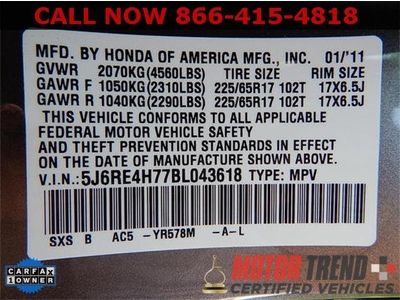 CALL NOW 866-415-4818
MFD. BY HONDA OF AMERICA MFG., INC. 01/'11
GVWR 2070KG(4560LBS) TIRE SIZE RIM SIZE
GAWR F 1050KG(2310LBS) 225/65R17 102T 17X6.5J
GAWR R 1040KG(2290LBS) 225/65R17 102T 17X6.5J
THIS VEHICLE CONFORMS TO ALL APPLICABLE
FEDERAL MOTOR VEHICLE SAFETY
AND THEFT PREVENTION STANDARDS IN EFFECT
ON THE DATE OF MANUFACTURE SHOWN ABOVE.
V.I.N.: 5J6RE4H77BL043618 TYPE: MPV
SXS B AC5 -YR578M -A-L
CARFAX
1 OWNER
MOTOR TREND
CERTIFIED VEHICLES